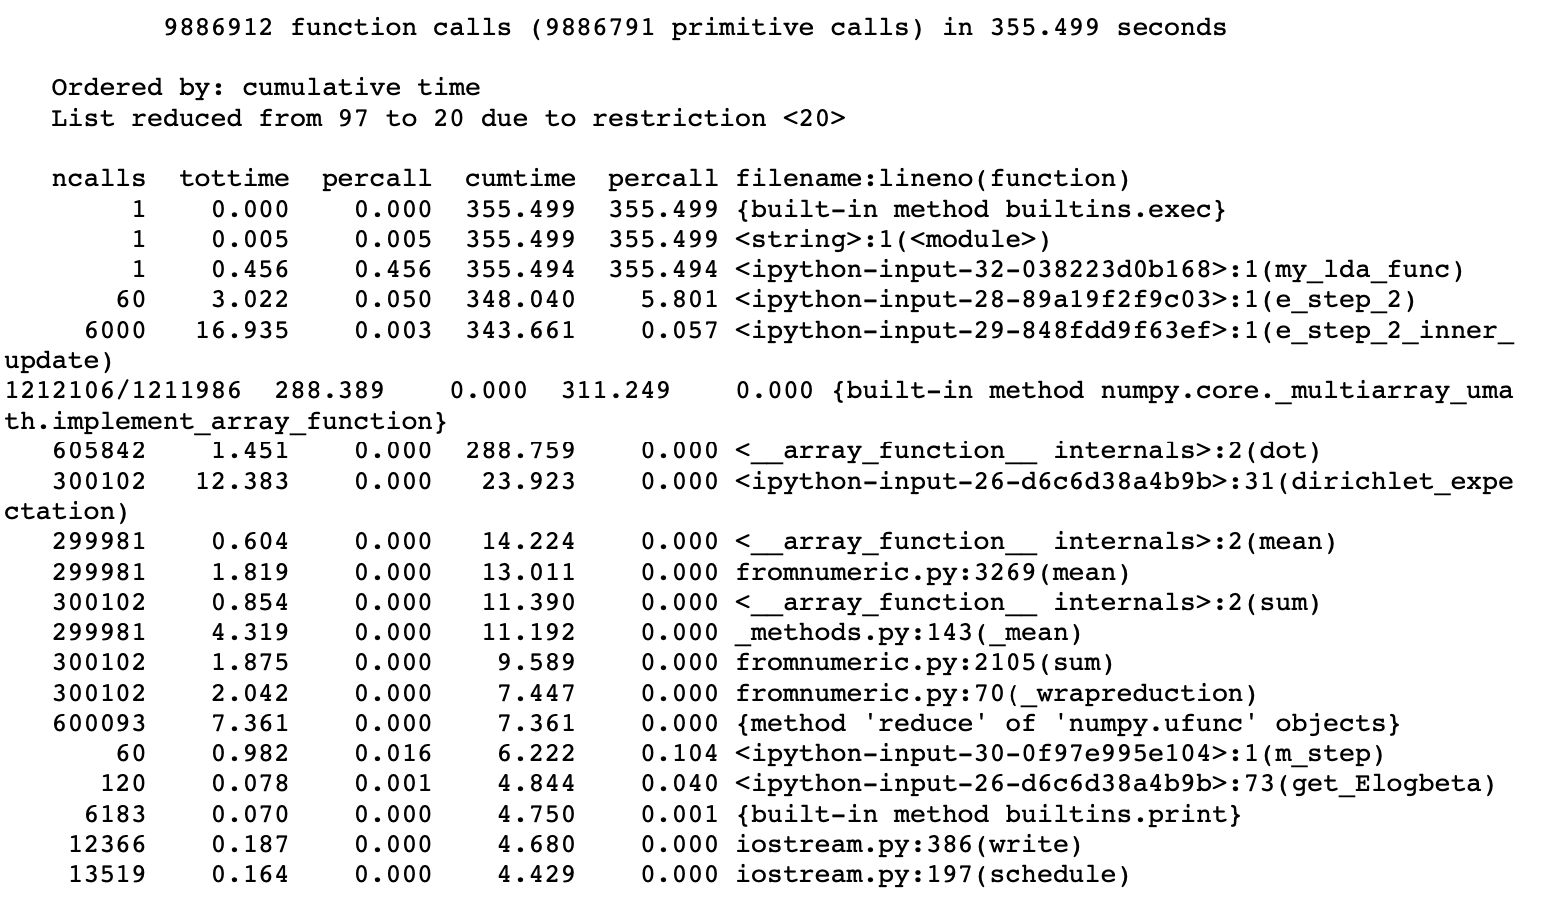 9886912 function calls (9886791 primitive calls) in 355.499 seconds
Ordered by: cumulative time
List reduced from 97 to 20 due to restriction <20>
ncalls  tottime  percall  cumtime  percall filename:lineno(function)
1    0.000    0.000  355.499  355.499 {built-in method builtins.exec}
1    0.005    0.005  355.499  355.499 <string>:1(<module>)
1    0.456    0.456  355.494  355.494 <ipython-input-32-038223d0b168>:1(my_lda_func)
60    3.022    0.050  348.040    5.801 <ipython-input-28-89a19f2f9c03>:1(e_step_2)
6000   16.935    0.003  343.661    0.057 <ipython-input-29-848fdd9f63ef>:1(e_step_2_inner_
update)
1212106/1211986  288.389    0.000  311.249    0.000 {built-in method numpy.core._multiarray_uma
th.implement_array_function}
605842    1.451    0.000  288.759    0.000 <__array_function__ internals>:2(dot)
300102   12.383    0.000   23.923    0.000 <ipython-input-26-d6c6d38a4b9b>:31(dirichlet_expe
ctation)
299981    0.604    0.000   14.224    0.000 <__array_function__ internals>:2(mean)
299981    1.819    0.000   13.011    0.000 fromnumeric.py:3269(mean)
300102    0.854    0.000   11.390    0.000 <__array_function__ internals>:2(sum)
299981    4.319    0.000   11.192    0.000 _methods.py:143(_mean)
300102    1.875    0.000    9.589    0.000 fromnumeric.py:2105(sum)
300102    2.042    0.000    7.447    0.000 fromnumeric.py:70(_wrapreduction)
600093    7.361    0.000    7.361    0.000 {method 'reduce' of 'numpy.ufunc' objects}
60    0.982    0.016    6.222    0.104 <ipython-input-30-0f97e995e104>:1(m_step)
120    0.078    0.001    4.844    0.040 <ipython-input-26-d6c6d38a4b9b>:73(get_Elogbeta)
6183    0.070    0.000    4.750    0.001 {built-in method builtins.print}
12366    0.187    0.000    4.680    0.000 iostream.py:386(write)
13519    0.164    0.000    4.429    0.000 iostream.py:197(schedule)